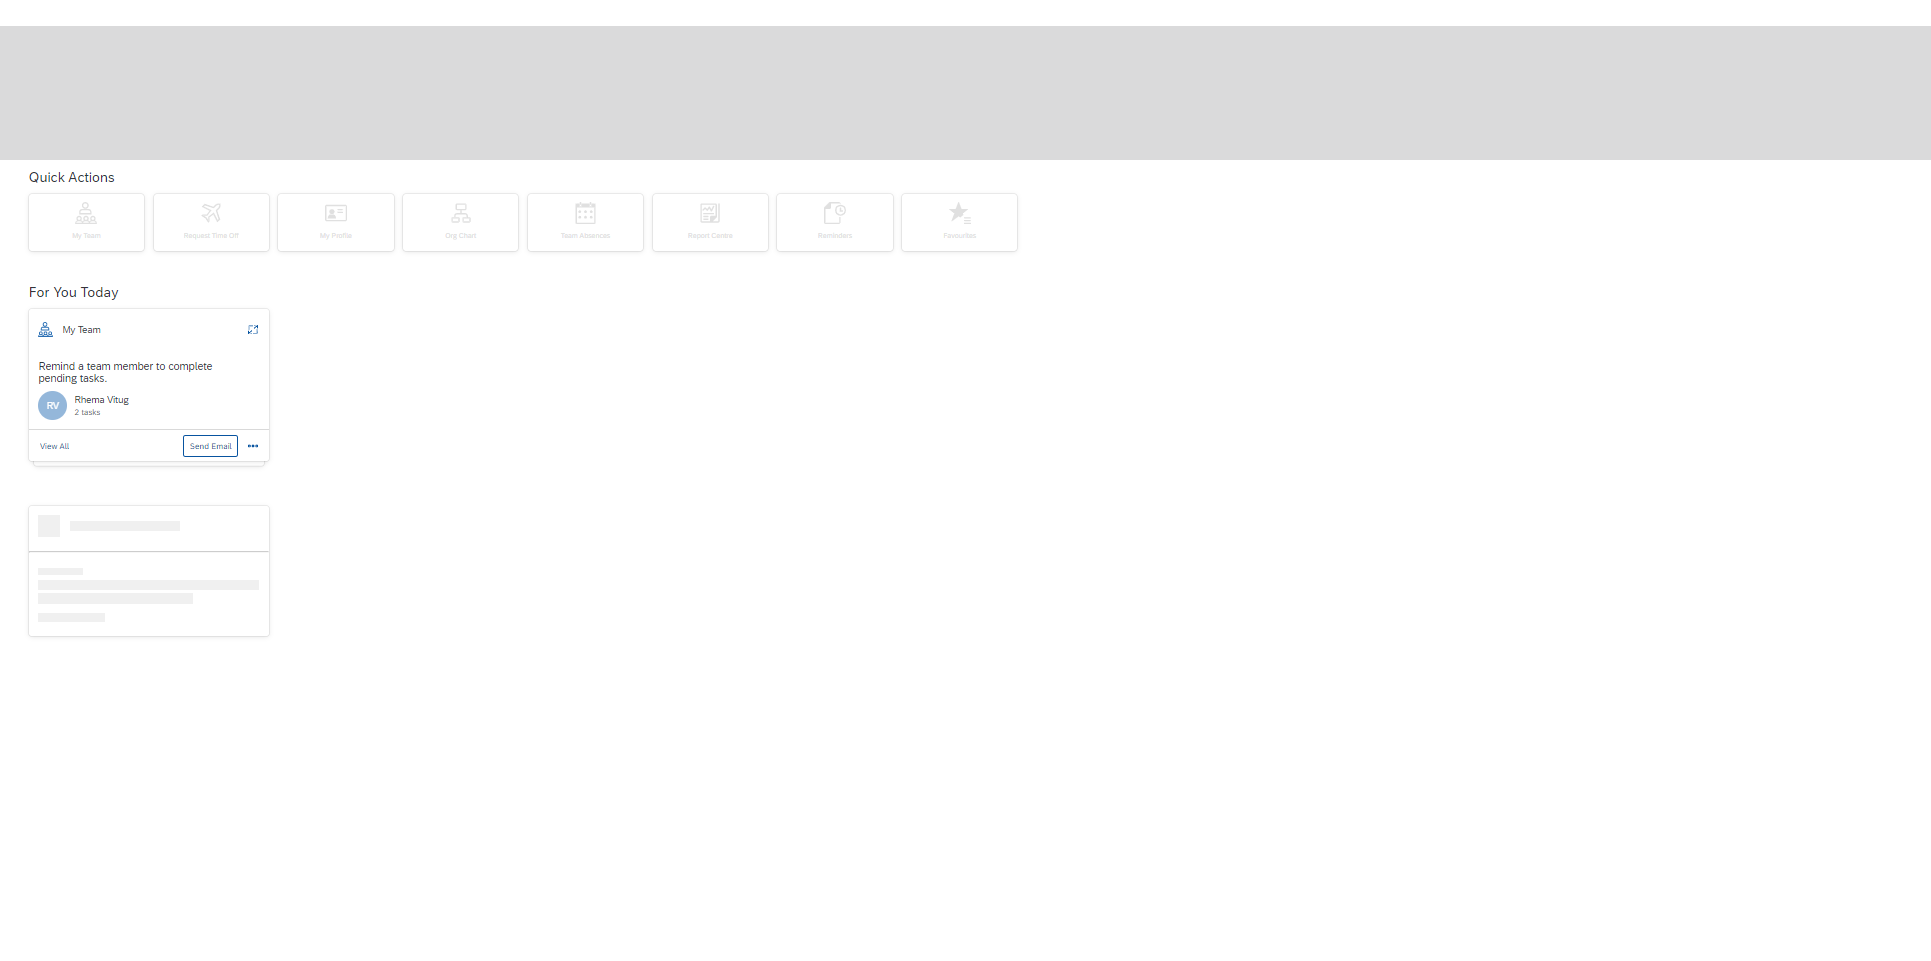 Quick Actions
My Team
Request Time Off
My Profile
Org Chart
Team Absences
Report Centre
Reminders
Favourites
For You Today
My Team
Remind a team member to complete
pending tasks.
RV
Rhema Vitug
2 tasks
View All
Send Email